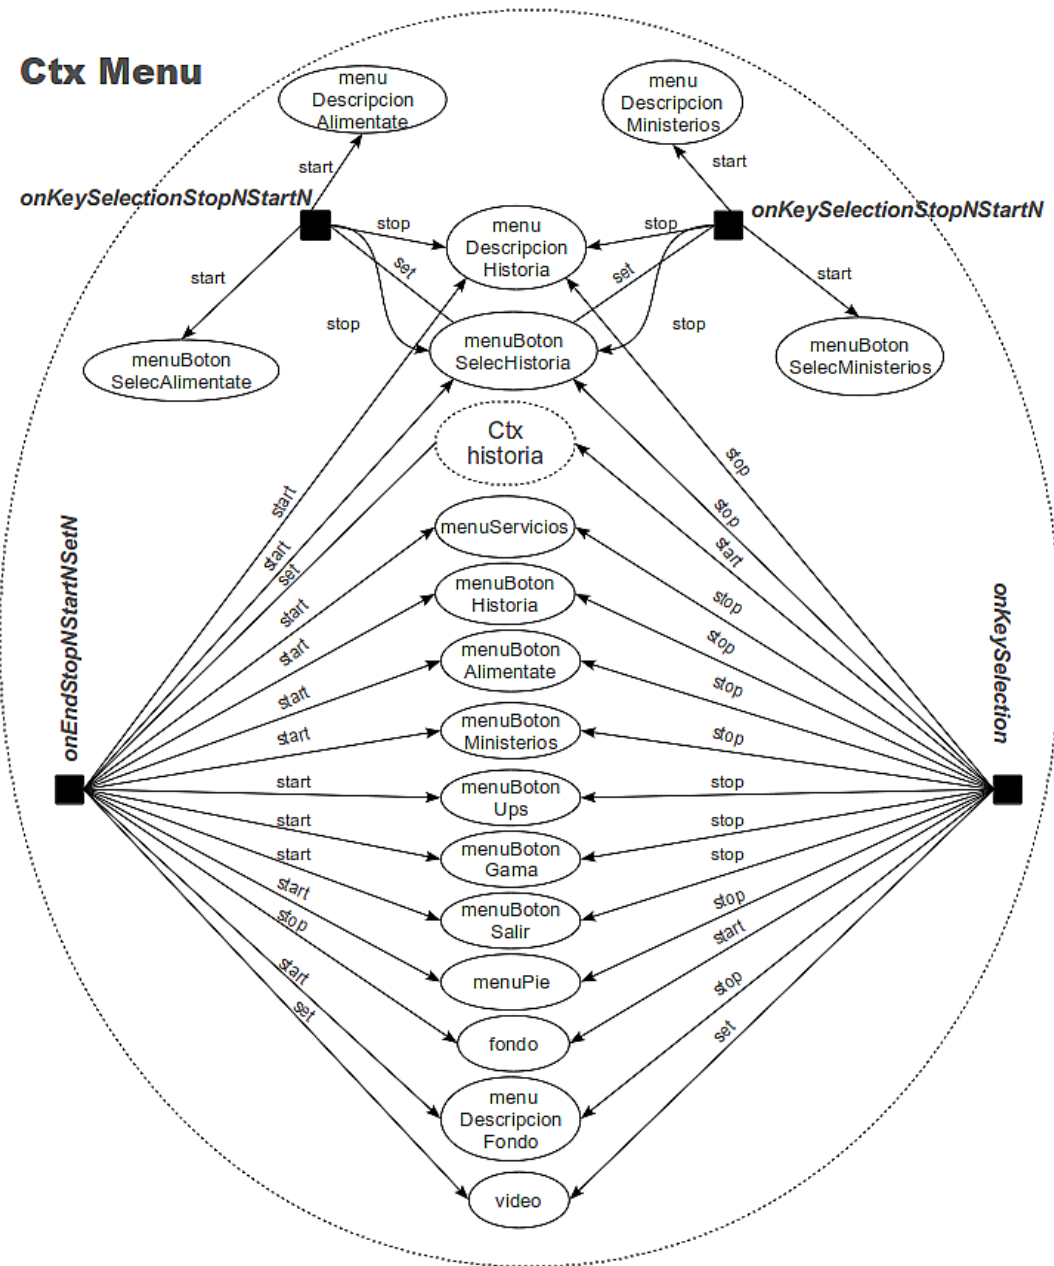 Ctx Menu
menu
Descripcion
Alimentate
menu
Descripcion
Ministerios
start
start
onKeySelectionStopNStartN
onKeySelectionStopNStartN
stop
menu
Descripcion
Historia
stop
start
set
set
start
stop
stop
menuBoton
SelecAlimentate
menuBoton
SelecHistoria
menuBoton
SelecMinisterios
Ctx
historia
stop
start
stop
start
start
set
menuServicios
onEndStopNStartNSetN
start
menuBoton
Historia
stop
onKeySelection
start
stop
menuBoton
Alimentate
start
stop
menuBoton
Ministerios
start
stop
start
menuBoton
Ups
stop
start
stop
menuBoton
Gama
start
stop
start
menuBoton
Salir
stop
stop
start
menuPie
start
stop
set
fondo
set
menu
Descripcion
Fondo
video